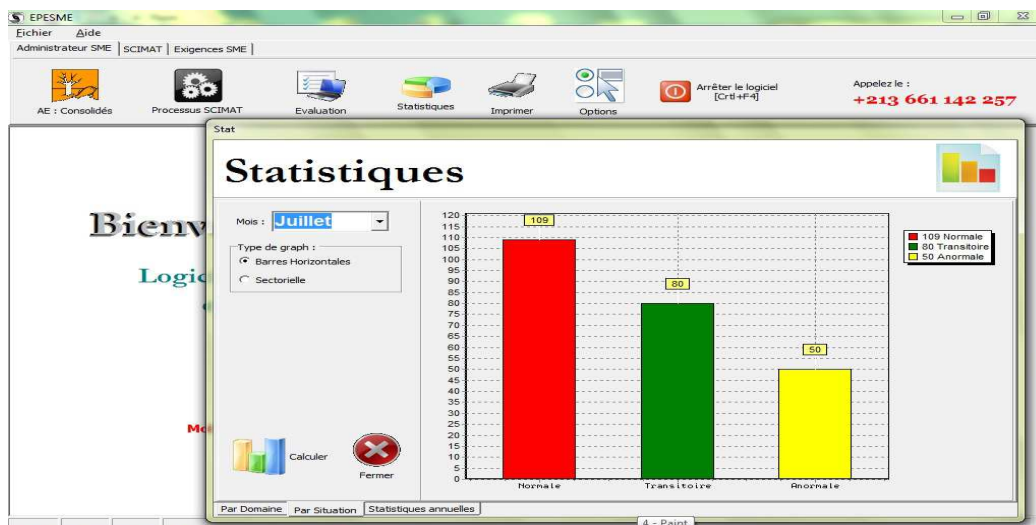 EPESME
Fichier Aide
Administrateur SME SCIMAT Exigences SME
AE : Consolidés Processus SCIMAT Evaluation Statistiques Imprimer Options Arrêter le logiciel
[Crtl+F4]
Appelez le :
+213 661 142 257
Stat
Statistiques
Bienv
Logic
Mois : Juillet
Type de graph :
Barres Horizontales
Sectorielle
Calculer
Fermer
120
115
110
105
100
95
90
85
80
75
70
65
60
55
50
45
40
35
30
25
20
15
10
5
0
109
80
50
Normale Transitoire Anormale
109 Normale
80 Transitoire
50 Anormale
Par Domaine Par Situation Statistiques annuelles
4 - Paint